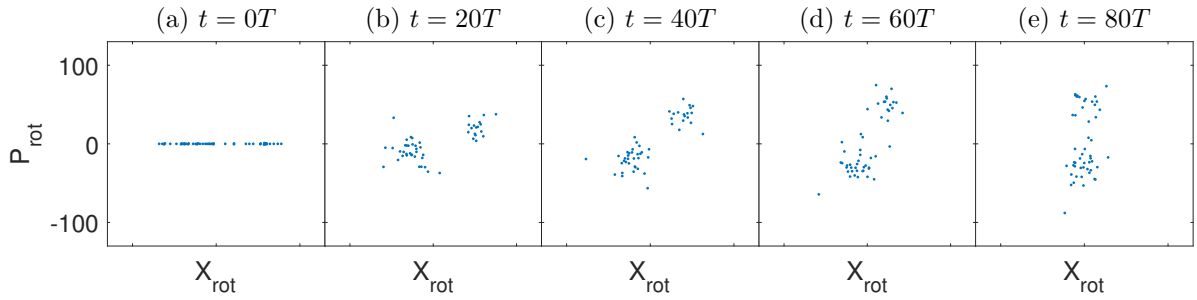 (a) t = 0T
(b) t = 20T
(c) t = 40T
(d) t = 60T
(e) t = 80T
100
0
-100
P_rot
X_rot
X_rot
X_rot
X_rot
X_rot